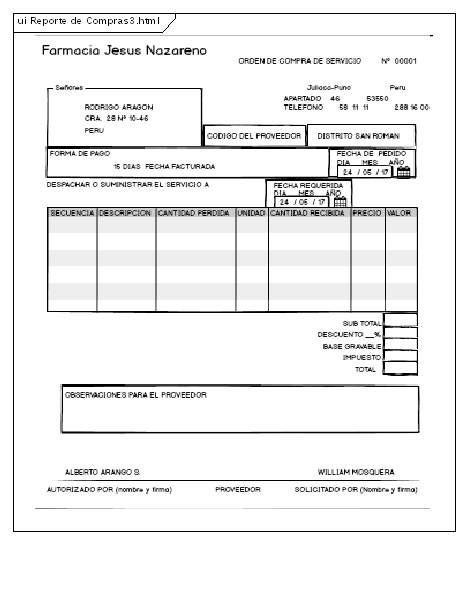 ui Reporte de Compras3.html
Farmacia Jesus Nazareno
ORDEN DE COMPRA DE SERVICIO Nº 00001
Señores
Juliaca-Puno Peru
APARTADO 46 53550
RODRIGO ARAGON
TELEFONO 58 11 11 288 16 00
CRA. 28 Nº 10-46
PERU
CODIGO DEL PROVEEDOR DISTRITO SAN ROMAN
FORMA DE PAGO
FECHA DE PEDIDO
15 DIAS FECHA FACTURADA
DIA MES AÑO
24 / 05 / 17
DESPACHAR O SUMINISTRAR EL SERVICIO A
FECHA REQUERIDA
DIA MES AÑO
24 / 05 / 17
SECUENCIA DESCRIPCION CANTIDAD PERDIDA UNIDAD CANTIDAD RECIBIDA PRECIO VALOR
SUB TOTAL
DESCUENTO __%
BASE GRAVABLE
IMPUESTO
TOTAL
OBSERVACIONES PARA EL PROVEEDOR
ALBERTO ARANGO S. WILLIAM MOSQUERA
AUTORIZADO POR (nombre y firma) PROVEEDOR SOLICITADO POR (Nombre y firma)